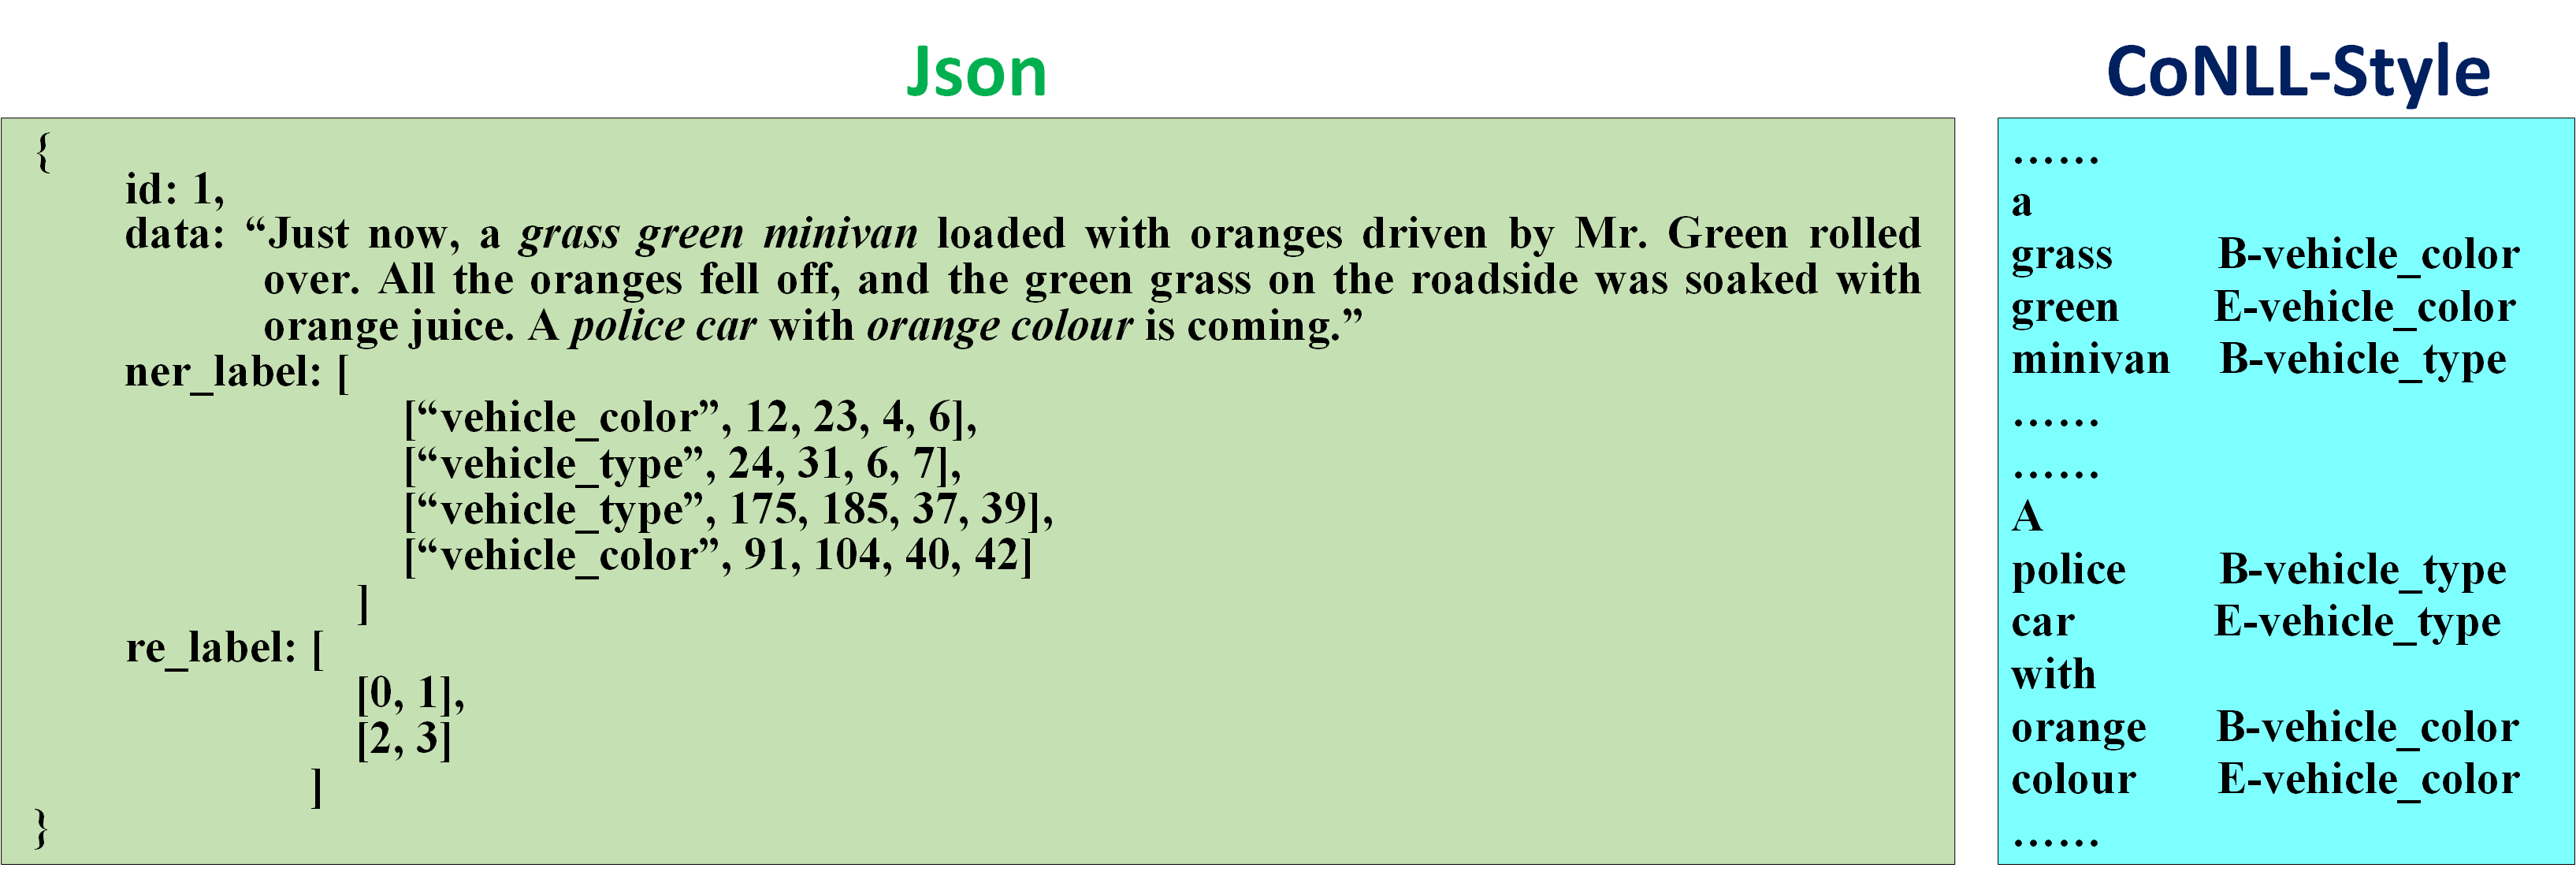 Json
{
id: 1,
data: “Just now, a grass green minivan loaded with oranges driven by Mr. Green rolled
over. All the oranges fell off, and the green grass on the roadside was soaked with
orange juice. A police car with orange colour is coming.”
ner_label: [
[“vehicle_color”, 12, 23, 4, 6],
[“vehicle_type”, 24, 31, 6, 7],
[“vehicle_type”, 175, 185, 37, 39],
[“vehicle_color”, 91, 104, 40, 42]
]
re_label: [
[0, 1],
[2, 3]
]
}
CoNLL-Style
……
a
grass B-vehicle_color
green E-vehicle_color
minivan B-vehicle_type
……
……
A
police B-vehicle_type
car E-vehicle_type
with
orange B-vehicle_color
colour E-vehicle_color
……